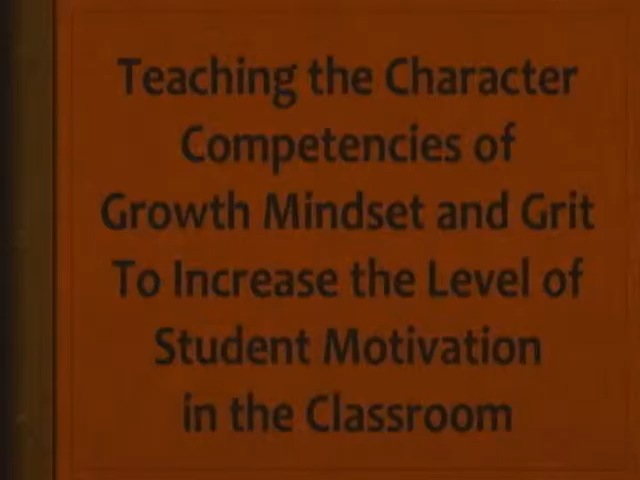 Teaching the Character
Competencies of
Growth Mindset and Grit
To Increase the Level of
Student Motivation
in the Classroom